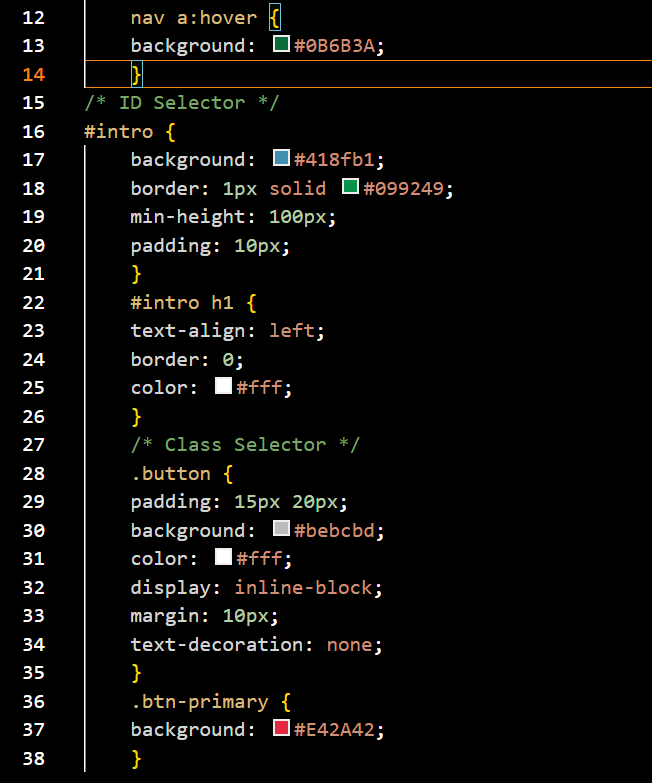 12 nav a:hover {
13 background: #0B6B3A;
14 }
15 /* ID Selector */
16 #intro {
17 background: #418fb1;
18 border: 1px solid #099249;
19 min-height: 100px;
20 padding: 10px;
21 }
22 #intro h1 {
23 text-align: left;
24 border: 0;
25 color: #fff;
26 }
27 /* Class Selector */
28 .button {
29 padding: 15px 20px;
30 background: #bebcbd;
31 color: #fff;
32 display: inline-block;
33 margin: 10px;
34 text-decoration: none;
35 }
36 .btn-primary {
37 background: #E42A42;
38 }